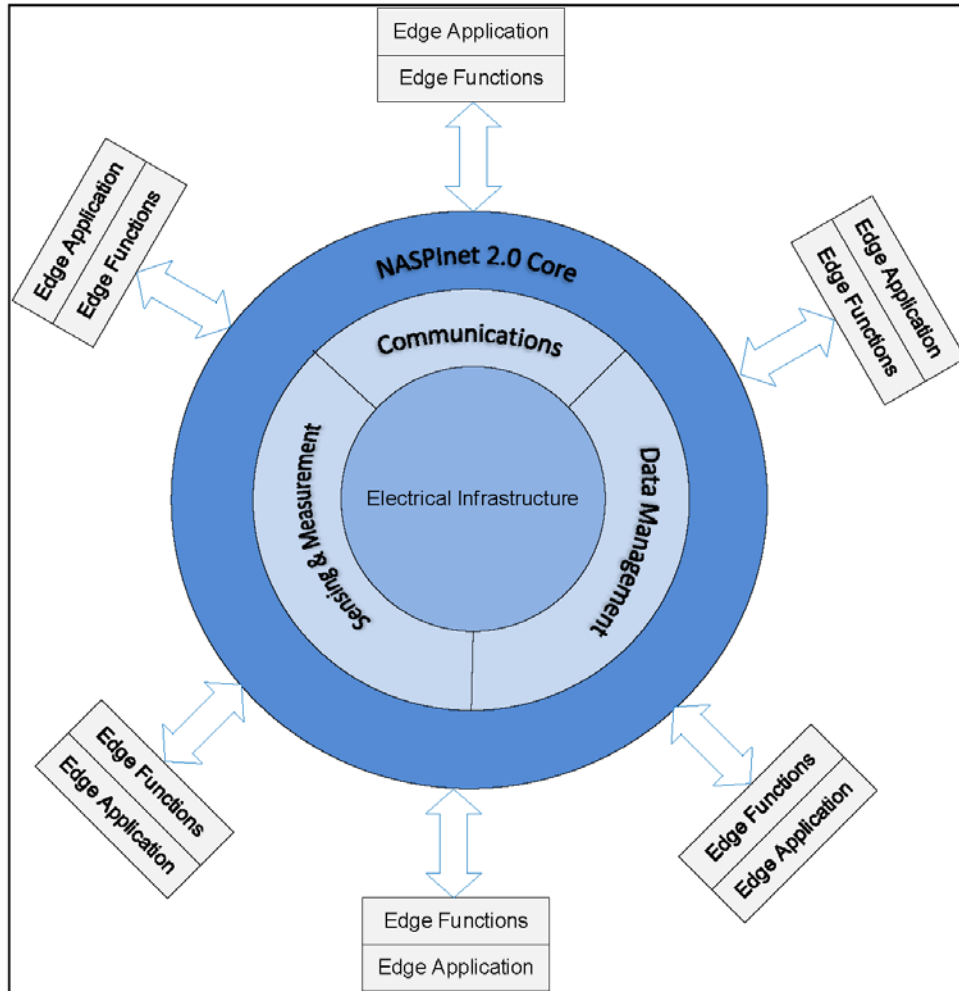 Edge Application
Edge Functions
Edge Application
Edge Functions
Edge Application
Edge Functions
NASPInet 2.0 Core
Communications
Sensing & Measurement
Electrical Infrastructure
Data Management
Edge Functions
Edge Application
Edge Functions
Edge Application
Edge Functions
Edge Application